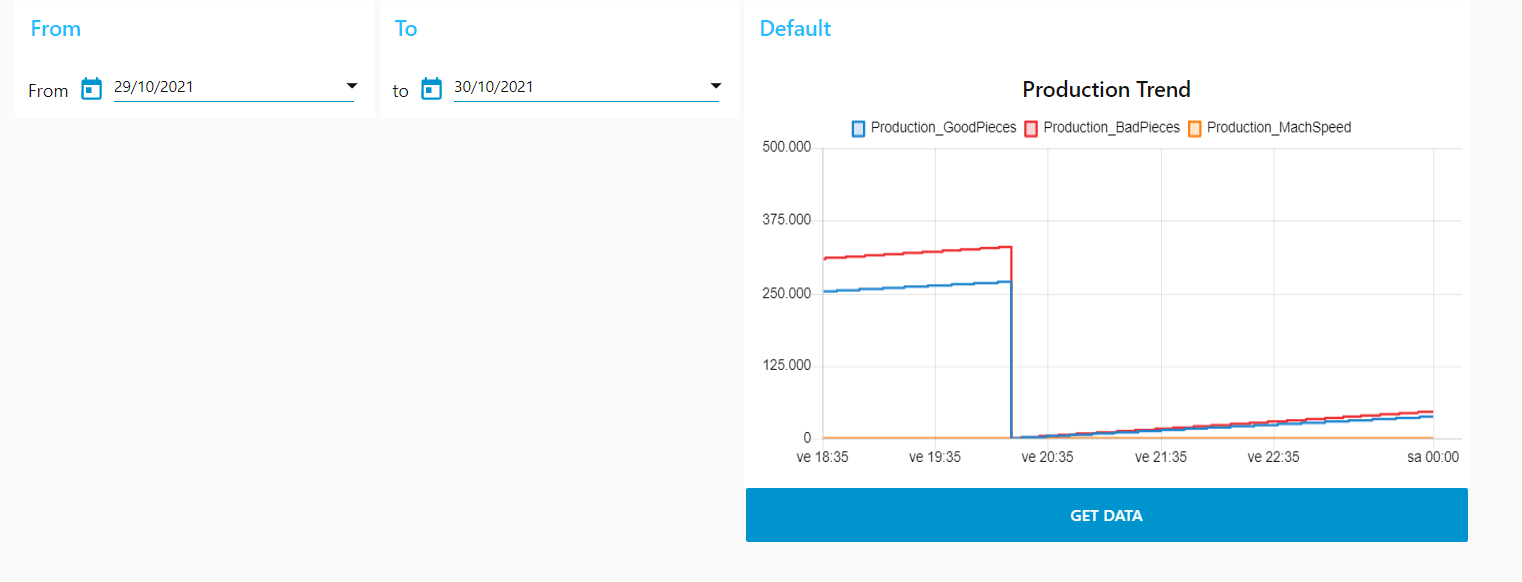 From
From
29/10/2021
To
to
30/10/2021
Default
Production Trend
Production_GoodPieces Production_BadPieces Production_MachSpeed
500.000
375.000
250.000
125.000
0
ve 18:35 ve 19:35 ve 20:35 ve 21:35 ve 22:35 sa 00:00
GET DATA